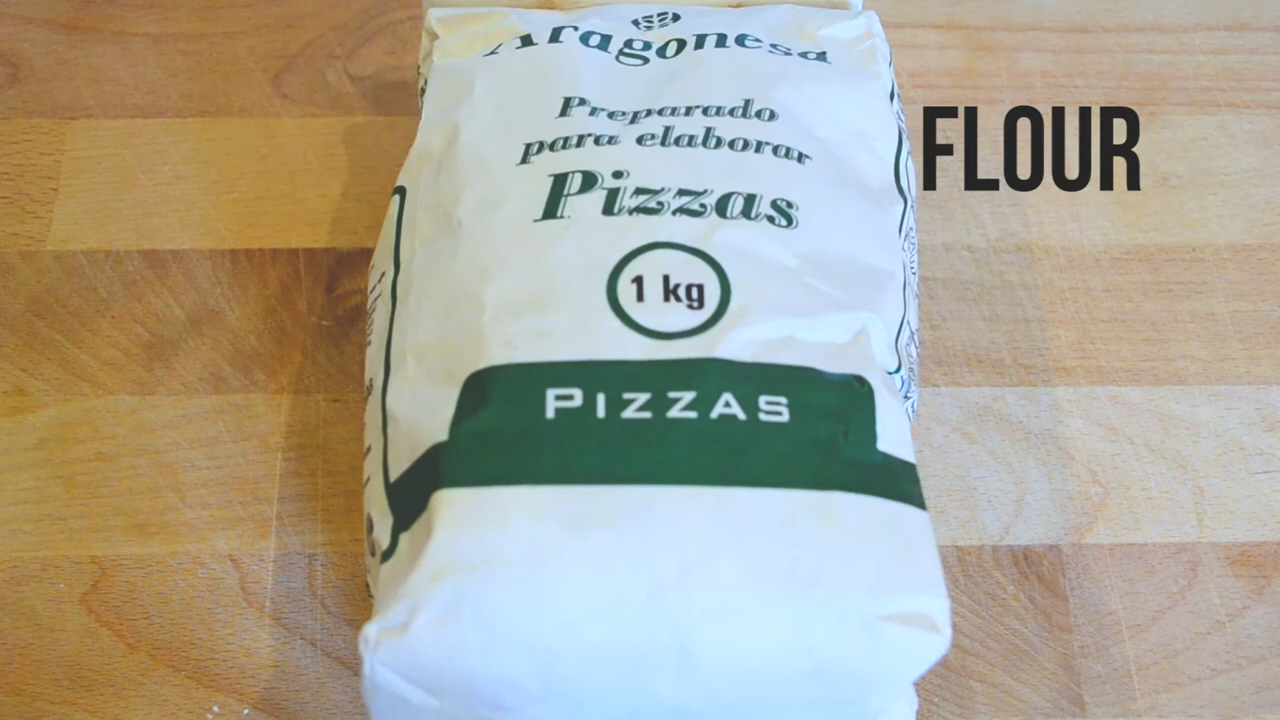 Aragonesa
Preparado
para elaborar
Pizzas
1 kg
PIZZAS
FLOUR